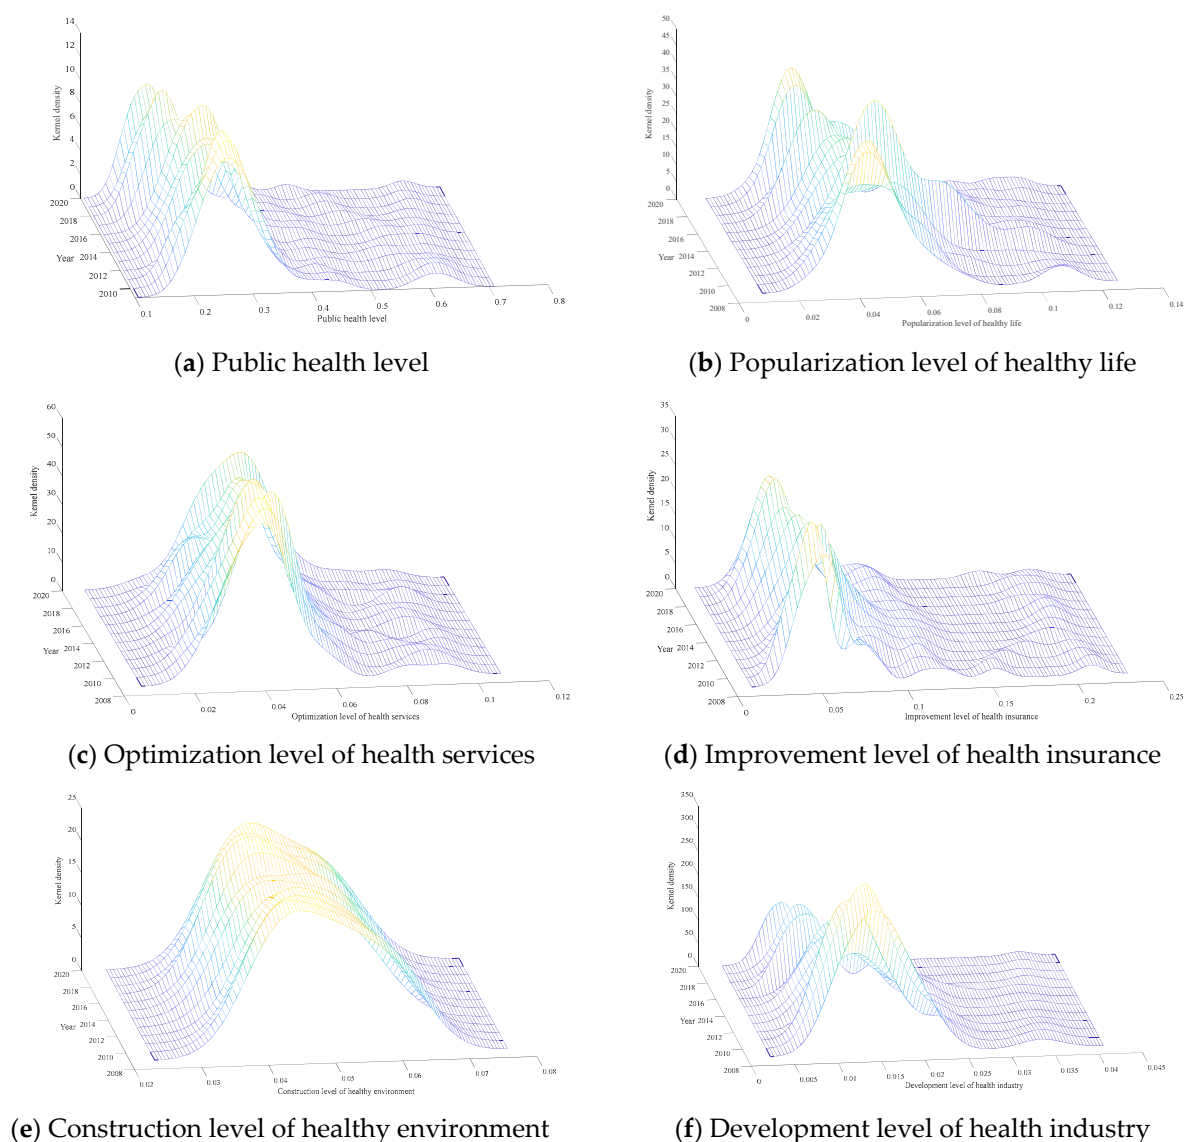 14
12
10
8
6
4
2
0
Kernel density
2020
2018
2016
Year 2014
2012
2010
0.1 0.2 0.3 0.4 0.5 0.6 0.7 0.8
Public health level
(a) Public health level
50
45
40
35
30
25
20
15
10
5
0
Kernel density
2020
2018
2016
Year 2014
2012
2010
2008
0 0.02 0.04 0.06 0.08 0.1 0.12 0.14
Popularization level of healthy life
(b) Popularization level of healthy life
60
50
40
30
20
10
0
Kernel density
2020
2018
2016
Year 2014
2012
2010
2008
0 0.02 0.04 0.06 0.08 0.1 0.12
Optimization level of health services
(c) Optimization level of health services
35
30
25
20
15
10
5
0
Kernel density
2020
2018
2016
Year 2014
2012
2010
2008
0 0.05 0.1 0.15 0.2 0.25
Improvement level of health insurance
(d) Improvement level of health insurance
25
20
15
10
5
0
Kernel density
2020
2018
2016
Year 2014
2012
2010
2008
0.02 0.03 0.04 0.05 0.06 0.07 0.08
Construction level of healthy environment
(e) Construction level of healthy environment
350
300
250
200
150
100
50
0
Kernel density
2020
2018
2016
Year 2014
2012
2010
2008
0 0.005 0.01 0.015 0.02 0.025 0.03 0.035 0.04 0.045
Development level of health industry
(f) Development level of health industry